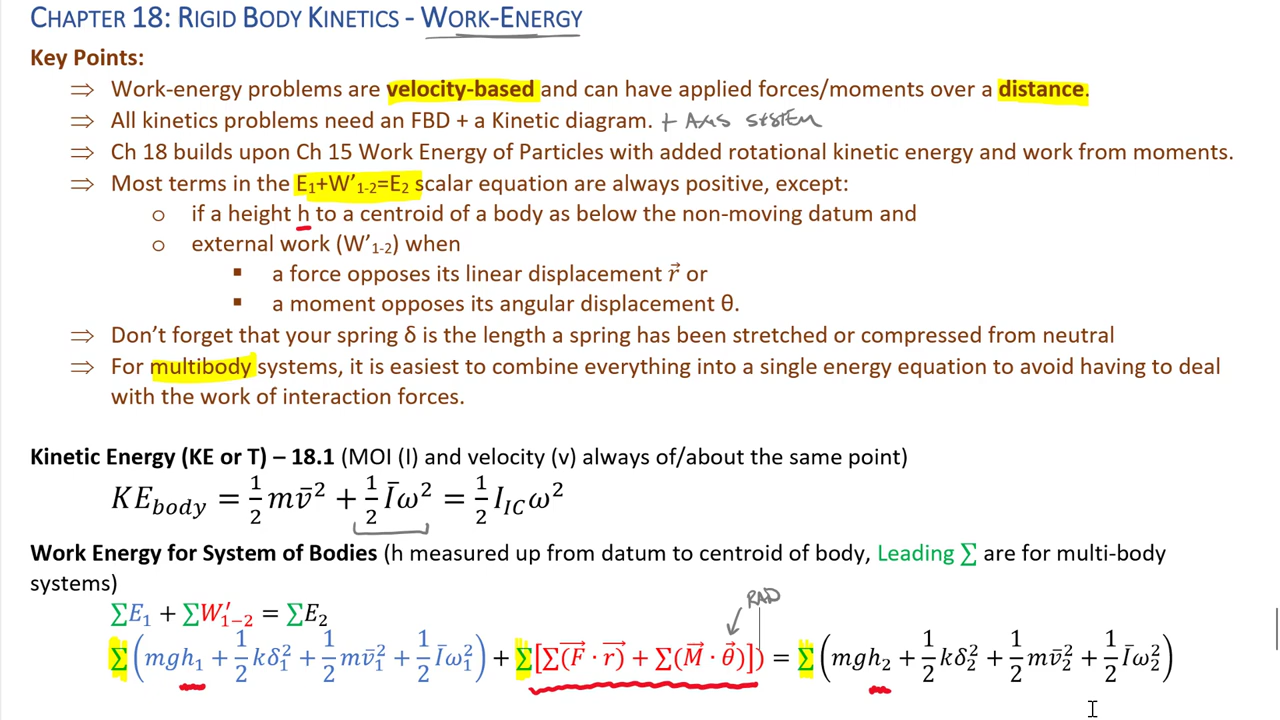 CHAPTER 18: RIGID BODY KINETICS - WORK-ENERGY
Key Points:
⇒ Work-energy problems are velocity-based and can have applied forces/moments over a distance.
⇒ All kinetics problems need an FBD + a Kinetic diagram. + AXIS SYSTEM
⇒ Ch 18 builds upon Ch 15 Work Energy of Particles with added rotational kinetic energy and work from moments.
⇒ Most terms in the E₁+W'₁₋₂=E₂ scalar equation are always positive, except:
o if a height h to a centroid of a body as below the non-moving datum and
o external work (W'₁₋₂) when
▪ a force opposes its linear displacement r⃗ or
▪ a moment opposes its angular displacement θ.
⇒ Don't forget that your spring δ is the length a spring has been stretched or compressed from neutral
⇒ For multibody systems, it is easiest to combine everything into a single energy equation to avoid having to deal
with the work of interaction forces.
Kinetic Energy (KE or T) – 18.1 (MOI (I) and velocity (v) always of/about the same point)
KE_body = 1/2 mv̄² + 1/2 Īω² = 1/2 I_IC ω²
Work Energy for System of Bodies (h measured up from datum to centroid of body, Leading ∑ are for multi-body
systems)
RAD
∑E₁ + ∑W'₁₋₂ = ∑E₂
∑(mgh₁ + 1/2 kδ₁² + 1/2 mv̄₁² + 1/2 Īω₁²) + ∑[∑(F⃗ · r⃗) + ∑(M⃗ · θ⃗)]) = ∑(mgh₂ + 1/2 kδ₂² + 1/2 mv̄₂² + 1/2 Īω₂²)